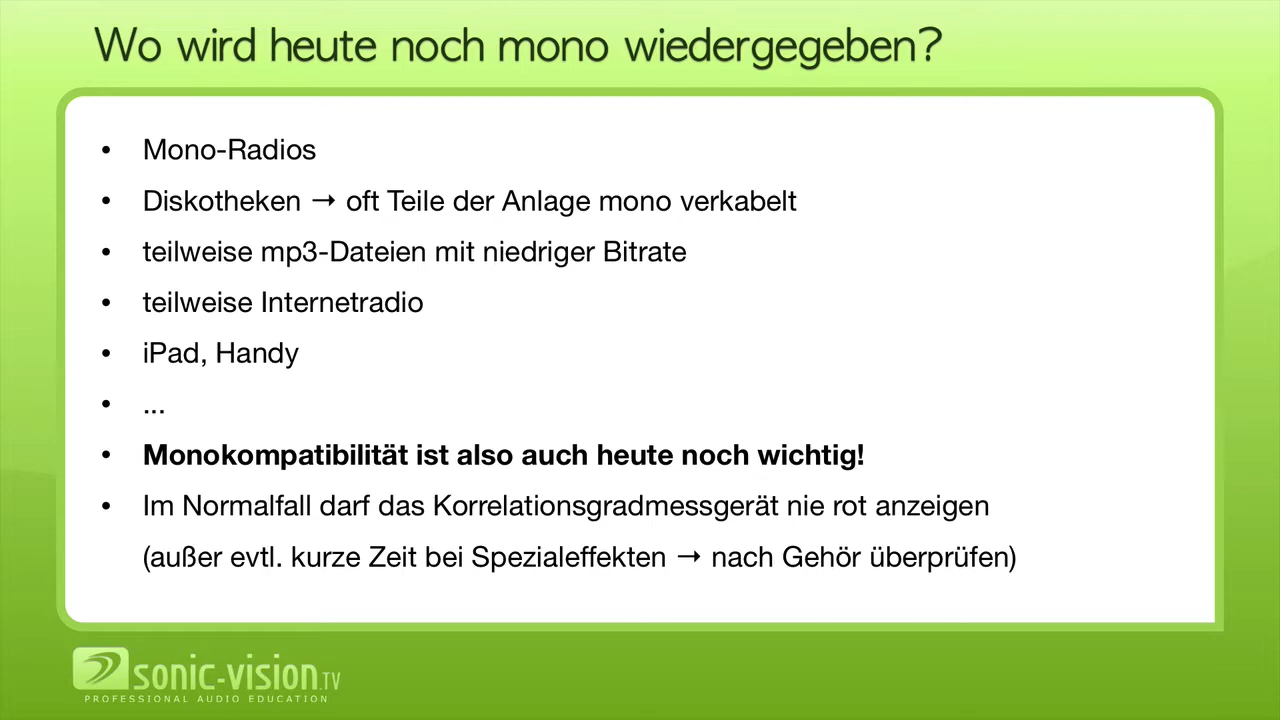 Wo wird heute noch mono wiedergegeben?
• Mono-Radios
• Diskotheken → oft Teile der Anlage mono verkabelt
• teilweise mp3-Dateien mit niedriger Bitrate
• teilweise Internetradio
• iPad, Handy
• ...
• Monokompatibilität ist also auch heute noch wichtig!
• Im Normalfall darf das Korrelationsgradmessgerät nie rot anzeigen
(außer evtl. kurze Zeit bei Spezialeffekten → nach Gehör überprüfen)
sonic-vision.TV
PROFESSIONAL AUDIO EDUCATION